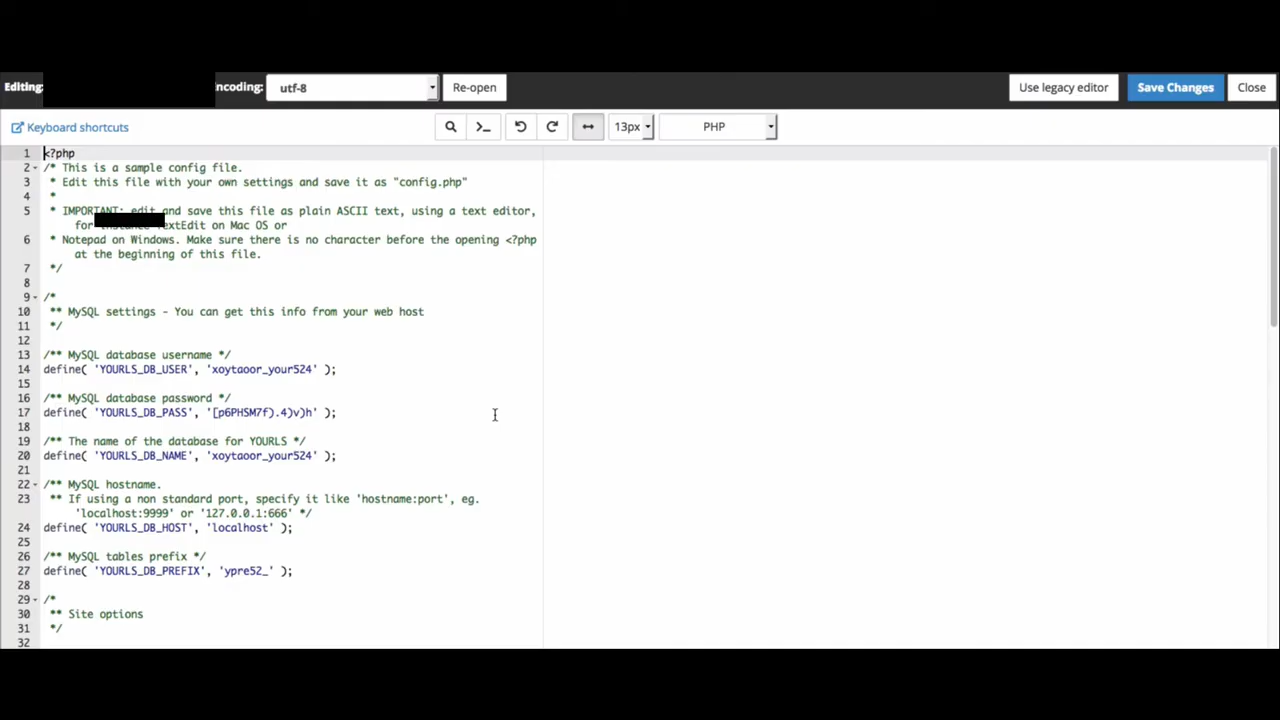 Editing:
ncoding: utf-8 Re-open Use legacy editor Save Changes Close
Keyboard shortcuts 13px PHP
1 <?php
2 /* This is a sample config file.
3 * Edit this file with your own settings and save it as "config.php"
4 *
5 * IMPORTANT: edit and save this file as plain ASCII text, using a text editor,
for instance TextEdit on Mac OS or
6 * Notepad on Windows. Make sure there is no character before the opening <?php
at the beginning of this file.
7 */
8
9 /*
10 ** MySQL settings - You can get this info from your web host
11 */
12
13 /** MySQL database username */
14 define( 'YOURLS_DB_USER', 'xoytaoor_your524' );
15
16 /** MySQL database password */
17 define( 'YOURLS_DB_PASS', '[p6PHSM7f).4)v)h' );
18
19 /** The name of the database for YOURLS */
20 define( 'YOURLS_DB_NAME', 'xoytaoor_your524' );
21
22 /** MySQL hostname.
23 ** If using a non standard port, specify it like 'hostname:port', eg.
'localhost:9999' or '127.0.0.1:666' */
24 define( 'YOURLS_DB_HOST', 'localhost' );
25
26 /** MySQL tables prefix */
27 define( 'YOURLS_DB_PREFIX', 'ypre52_' );
28
29 /*
30 ** Site options
31 */
32